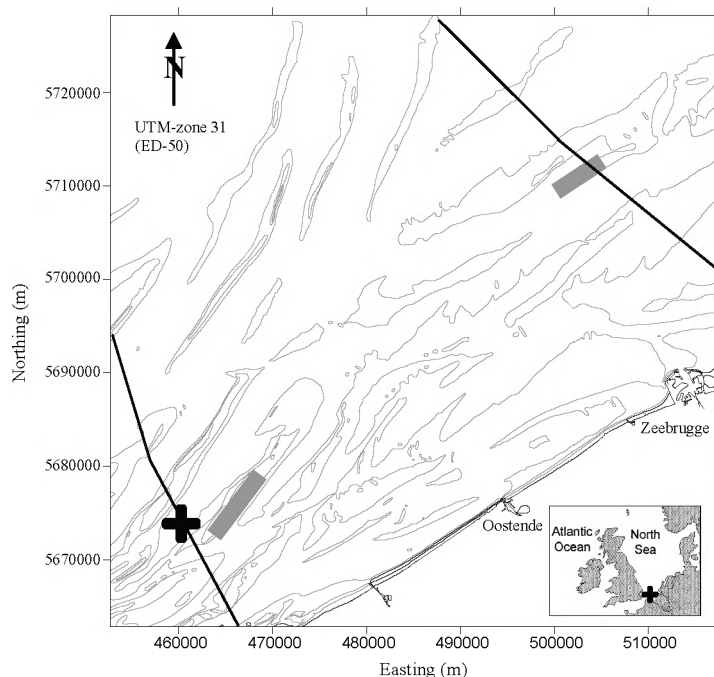 N
UTM-zone 31
(ED-50)
5720000
5710000
5700000
5690000
5680000
5670000
Northing (m)
Zeebrugge
Oostende
Atlantic
Ocean
North
Sea
460000 470000 480000 490000 500000 510000
Easting (m)